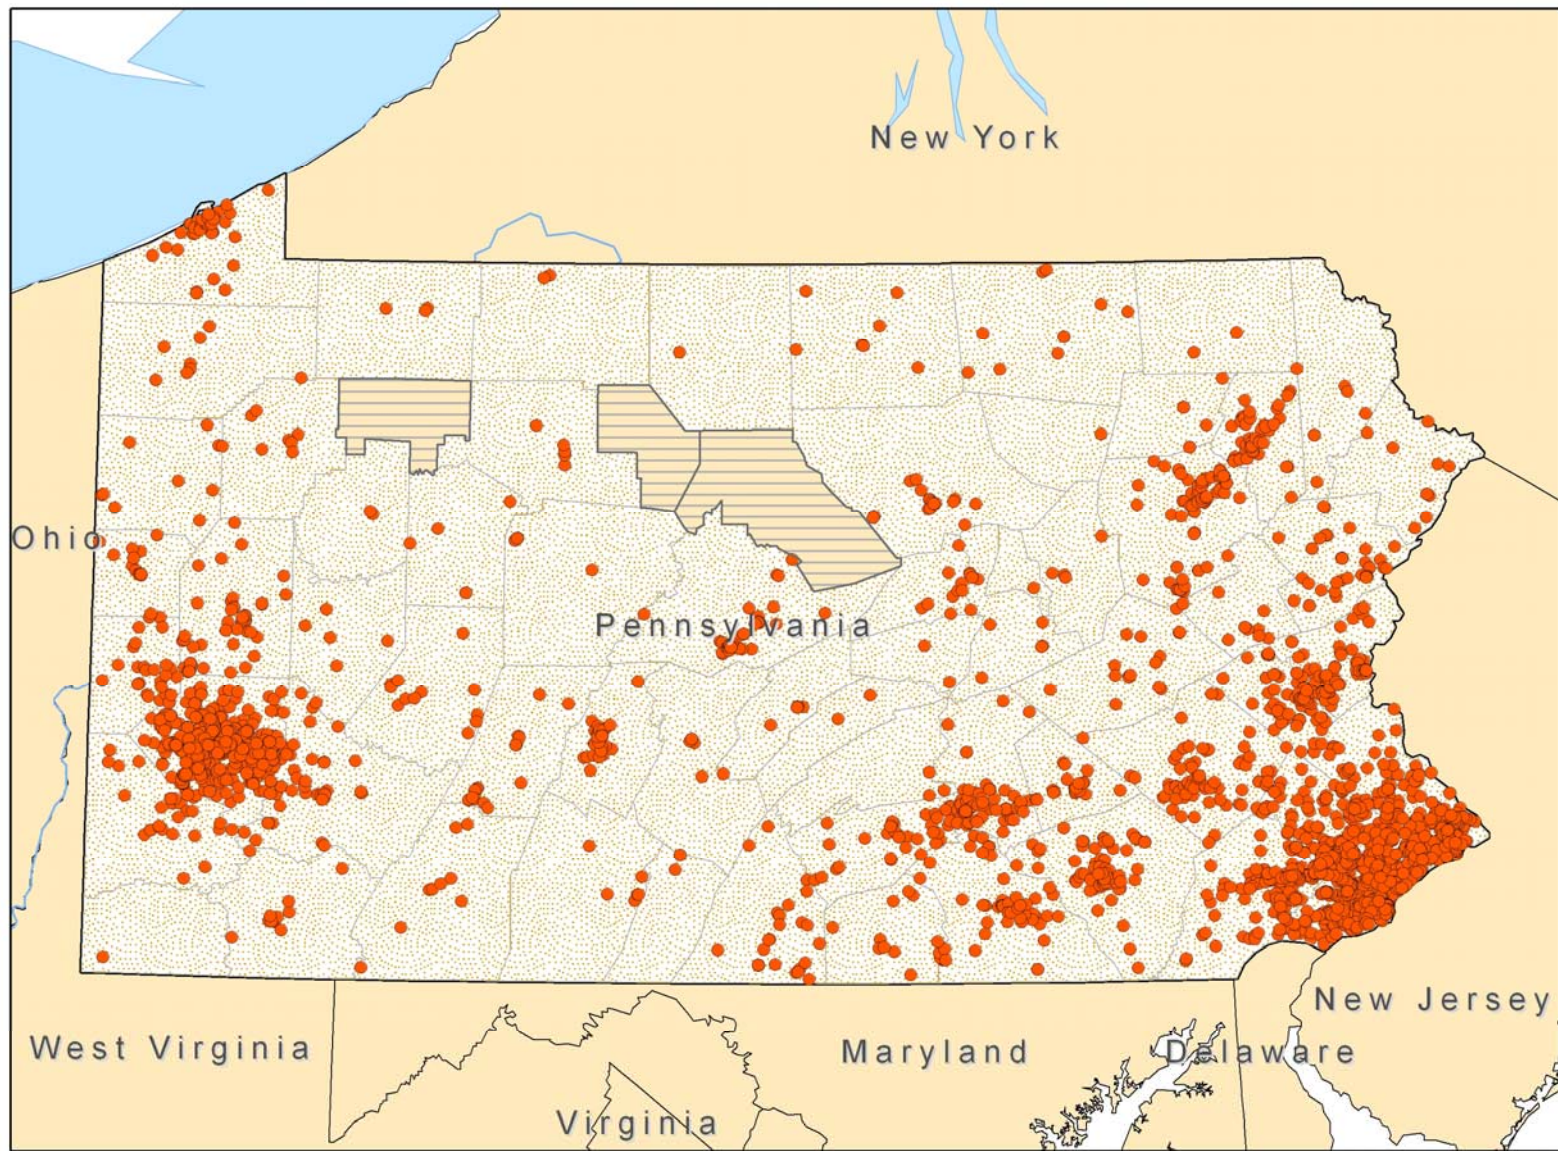 New York
Ohio
Pennsylvania
New Jersey
West Virginia
Maryland
Delaware
Virginia